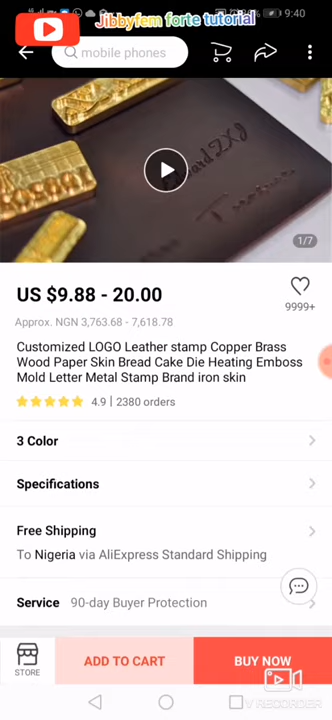 Jibbyfem forte tutorial
9:40
mobile phones
1/7
US $9.88 - 20.00
9999+
Approx. NGN 3,763.68 - 7,618.78
Customized LOGO Leather stamp Copper Brass
Wood Paper Skin Bread Cake Die Heating Emboss
Mold Letter Metal Stamp Brand iron skin
4.9 | 2380 orders
3 Color
Specifications
Free Shipping
To Nigeria via AliExpress Standard Shipping
Service 90-day Buyer Protection
STORE
ADD TO CART
BUY NOW
V RECORDER